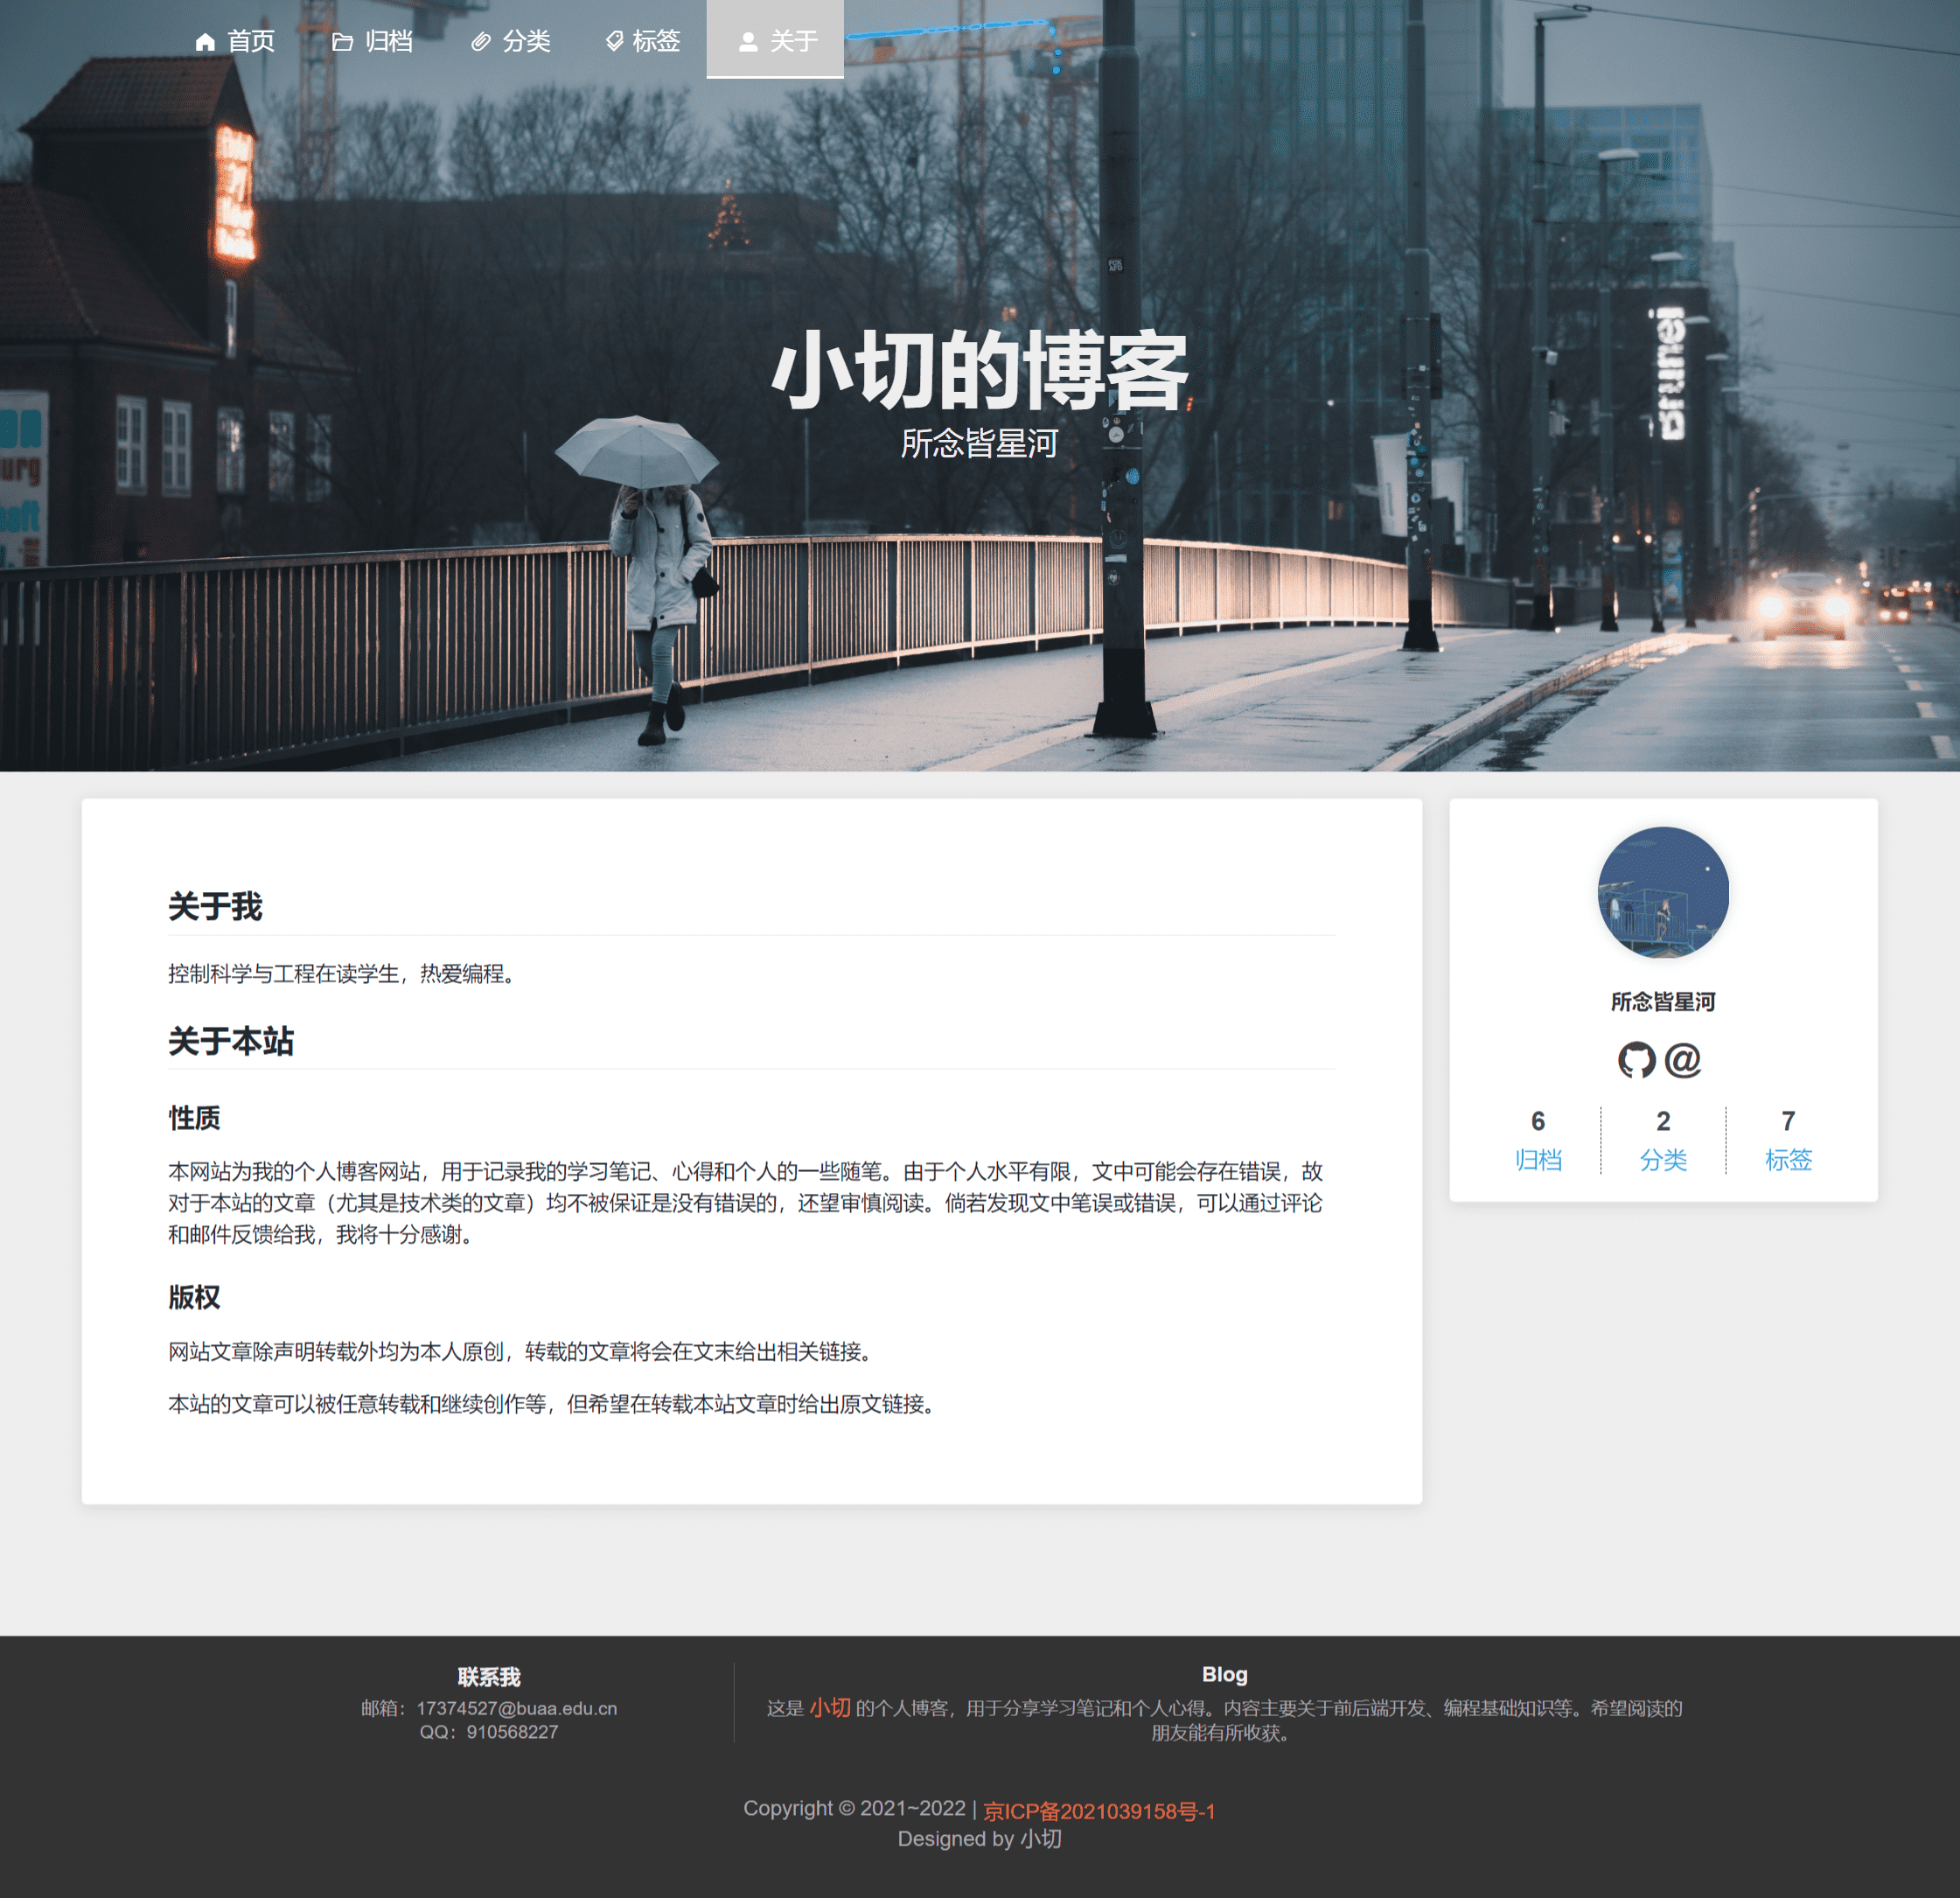 首页 归档 分类 标签 关于
小切的博客
所念皆星河
关于我
控制科学与工程在读学生，热爱编程。
关于本站
性质
本网站为我的个人博客网站，用于记录我的学习笔记、心得和个人的一些随笔。由于个人水平有限，文中可能会存在错误，故
对于本站的文章（尤其是技术类的文章）均不被保证是没有错误的，还望审慎阅读。倘若发现文中笔误或错误，可以通过评论
和邮件反馈给我，我将十分感谢。
版权
网站文章除声明转载外均为本人原创，转载的文章将会在文末给出相关链接。
本站的文章可以被任意转载和继续创作等，但希望在转载本站文章时给出原文链接。
所念皆星河
6 2 7
归档 分类 标签
联系我
邮箱：17374527@buaa.edu.cn
QQ：910568227
Blog
这是 小切 的个人博客，用于分享学习笔记和个人心得。内容主要关于前后端开发、编程基础知识等。希望阅读的
朋友能有所收获。
Copyright © 2021~2022 | 京ICP备2021039158号-1
Designed by 小切